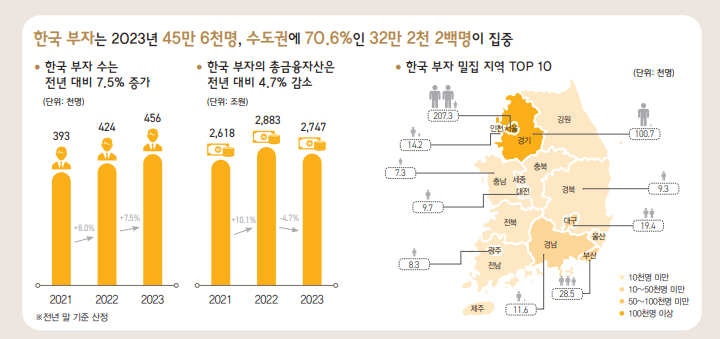 한국 부자는 2023년 45만 6천명, 수도권에 70.6%인 32만 2천 2백명이 집중
• 한국 부자 수는
전년 대비 7.5% 증가
(단위: 천명)
393
424
456
+8.0%
+7.5%
2021
2022
2023
※전년 말 기준 산정
• 한국 부자의 총금융자산은
전년 대비 4.7% 감소
(단위: 조원)
2,618
2,883
2,747
+10.1%
-4.7%
2021
2022
2023
• 한국 부자 밀집 지역 TOP 10
(단위: 천명)
207.3
강원
인천
서울
100.7
14.2
경기
충북
7.3
충남
세종
대전
경북
9.3
9.7
전북
대구
19.4
울산
광주
경남
8.3
전남
부산
28.5
11.6
제주
10천명 미만
10~50천명 미만
50~100천명 미만
100천명 이상